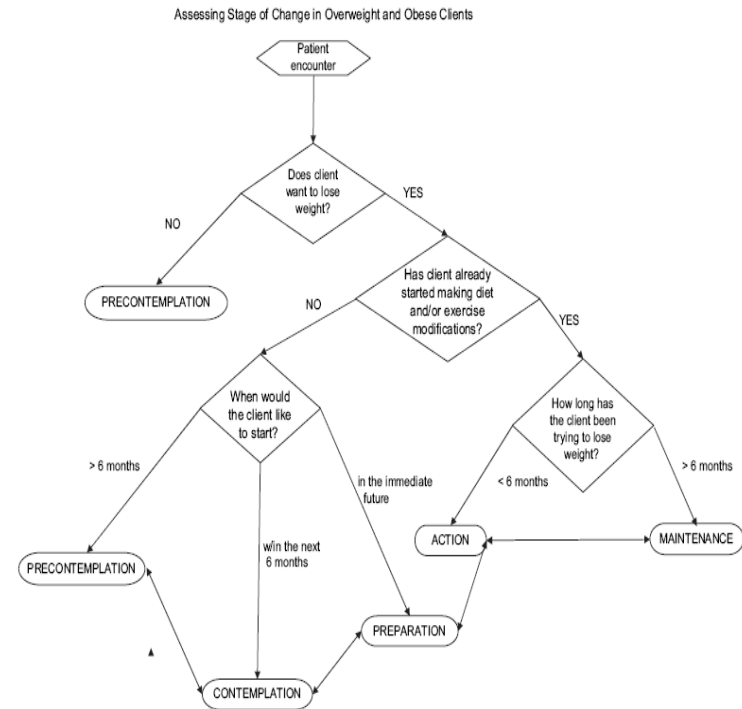 Assessing Stage of Change in Overweight and Obese Clients
Patient
encounter
Does client
want to lose
weight?
YES
NO
PRECONTEMPLATION
Has client already
started making diet
and/or exercise
modifications?
NO
YES
When would
the client like
to start?
How long has
the client been
trying to lose
weight?
> 6 months
in the immediate
future
< 6 months
> 6 months
w/in the next
6 months
ACTION
MAINTENANCE
PRECONTEMPLATION
PREPARATION
CONTEMPLATION